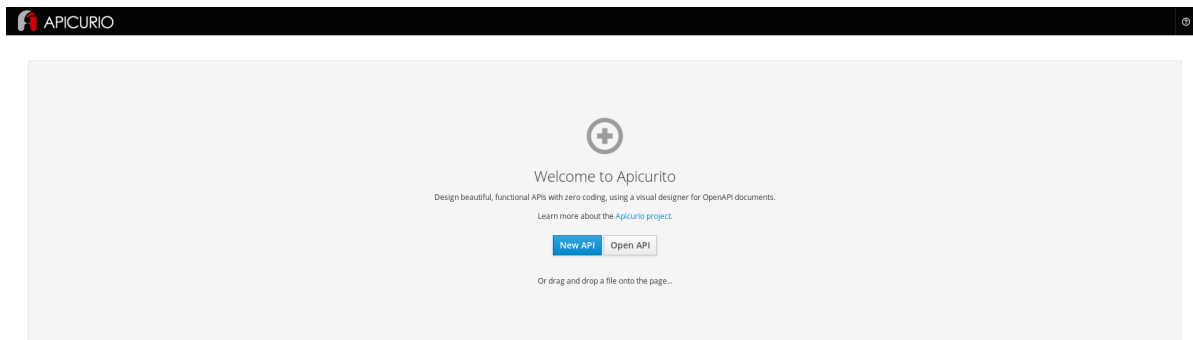 APICURIO
Welcome to Apicurito
Design beautiful, functional APIs with zero coding, using a visual designer for OpenAPI documents.
Learn more about the Apicurio project.
New API Open API
Or drag and drop a file onto the page...